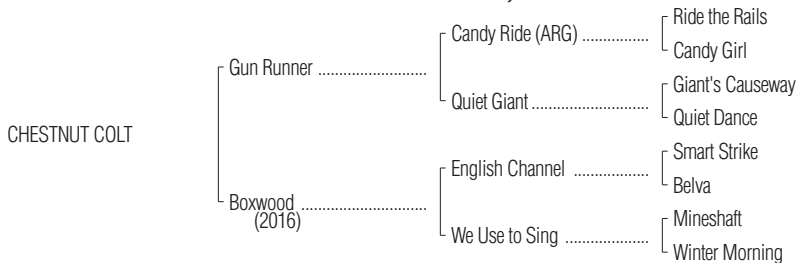 Ride the Rails
Candy Ride (ARG) ................
Candy Girl
Gun Runner ..........................
Giant's Causeway
Quiet Giant ............................
Quiet Dance
CHESTNUT COLT
Smart Strike
English Channel ..................
Belva
Boxwood ..............................
(2016)
Mineshaft
We Use to Sing ....................
Winter Morning